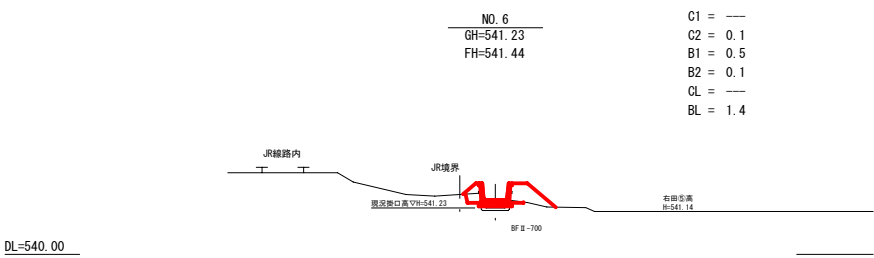 NO. 6
GH=541.23
FH=541.44
C1 = ---
C2 = 0.1
B1 = 0.5
B2 = 0.1
CL = ---
BL = 1.4
JR線路内
JR境界
現況掛口高▽H=541.23
右田⑤高
H=541.14
BFⅡ-700
DL=540.00